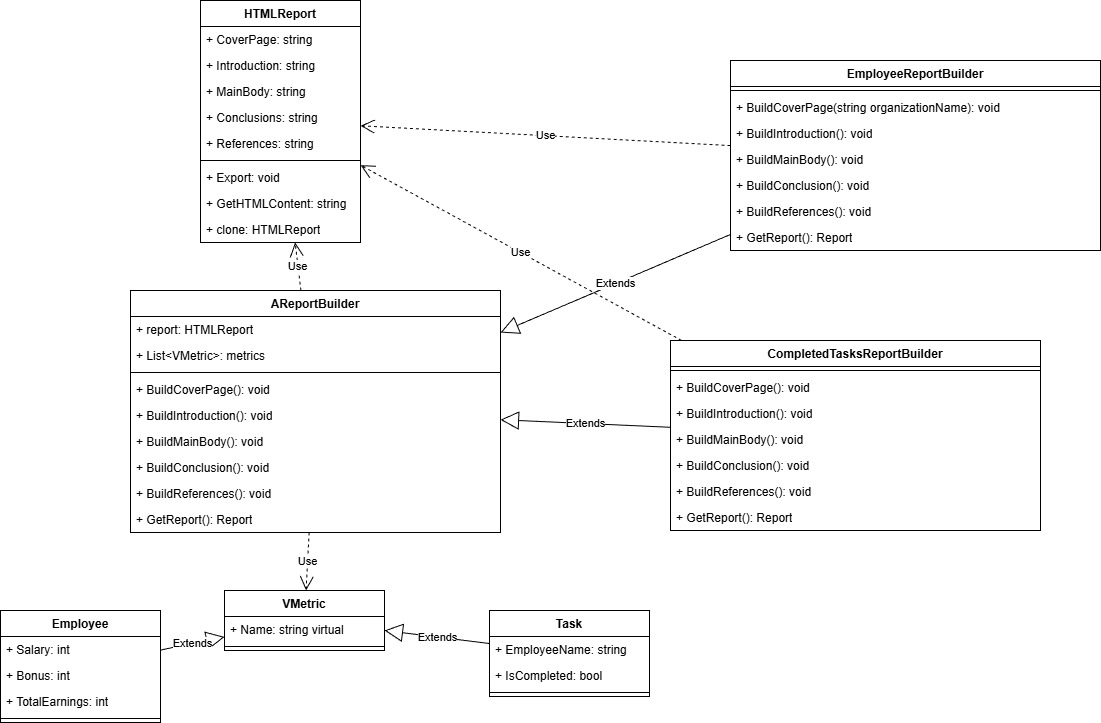 HTMLReport
+ CoverPage: string
+ Introduction: string
+ MainBody: string
+ Conclusions: string
+ References: string
+ Export: void
+ GetHTMLContent: string
+ clone: HTMLReport
EmployeeReportBuilder
+ BuildCoverPage(string organizationName): void
+ BuildIntroduction(): void
+ BuildMainBody(): void
+ BuildConclusion(): void
+ BuildReferences(): void
+ GetReport(): Report
Use
Use
Use
Extends
AReportBuilder
+ report: HTMLReport
+ List<VMetric>: metrics
+ BuildCoverPage(): void
+ BuildIntroduction(): void
+ BuildMainBody(): void
+ BuildConclusion(): void
+ BuildReferences(): void
+ GetReport(): Report
Extends
CompletedTasksReportBuilder
+ BuildCoverPage(): void
+ BuildIntroduction(): void
+ BuildMainBody(): void
+ BuildConclusion(): void
+ BuildReferences(): void
+ GetReport(): Report
Use
Employee
+ Salary: int
+ Bonus: int
+ TotalEarnings: int
Extends
VMetric
+ Name: string virtual
Extends
Task
+ EmployeeName: string
+ IsCompleted: bool